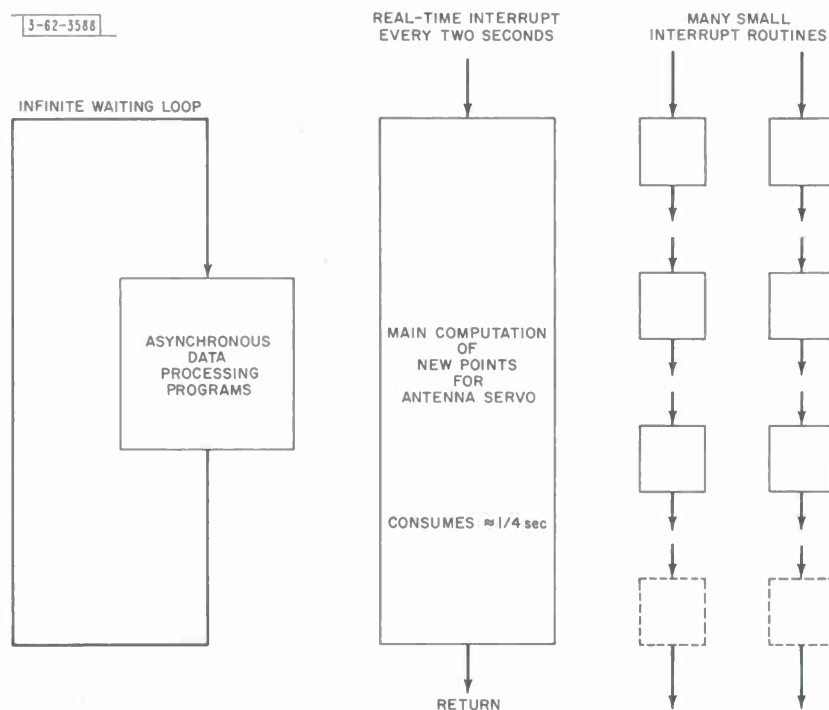 3-62-3588
REAL-TIME INTERRUPT
EVERY TWO SECONDS
MANY SMALL
INTERRUPT ROUTINES
INFINITE WAITING LOOP
ASYNCHRONOUS
DATA
PROCESSING
PROGRAMS
MAIN COMPUTATION
OF
NEW POINTS
FOR
ANTENNA SERVO
CONSUMES ≈ 1/4 sec
RETURN